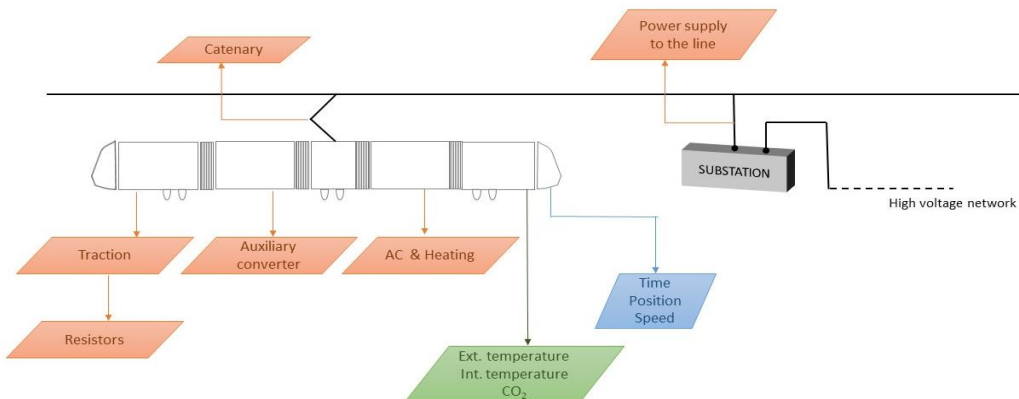 Catenary
Power supply
to the line
SUBSTATION
High voltage network
Traction
Auxiliary
converter
AC & Heating
Time
Position
Speed
Resistors
Ext. temperature
Int. temperature
CO₂